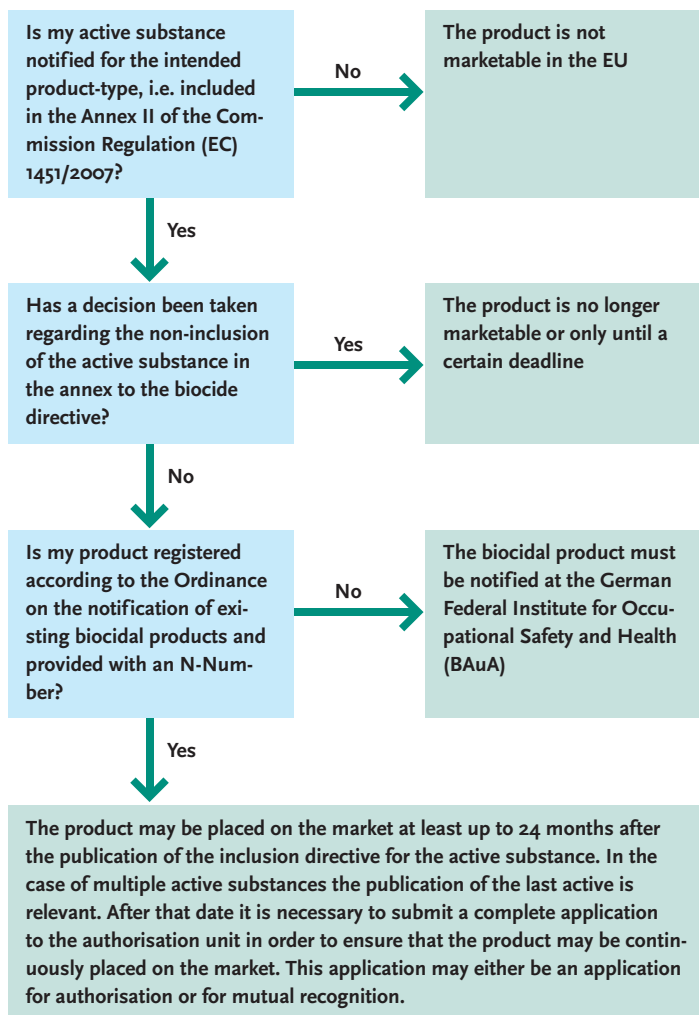 Is my active substance
notified for the intended
product-type, i.e. included
in the Annex II of the Com-
mission Regulation (EC)
1451/2007?
No
The product is not
marketable in the EU
Yes
Has a decision been taken
regarding the non-inclusion
of the active substance in
the annex to the biocide
directive?
Yes
The product is no longer
marketable or only until a
certain deadline
No
Is my product registered
according to the Ordinance
on the notification of exi-
sting biocidal products and
provided with an N-Num-
ber?
No
The biocidal product must
be notified at the German
Federal Institute for Occu-
pational Safety and Health
(BAuA)
Yes
The product may be placed on the market at least up to 24 months after
the publication of the inclusion directive for the active substance. In the
case of multiple active substances the publication of the last active is
relevant. After that date it is necessary to submit a complete application
to the authorisation unit in order to ensure that the product may be contin-
uously placed on the market. This application may either be an application
for authorisation or for mutual recognition.